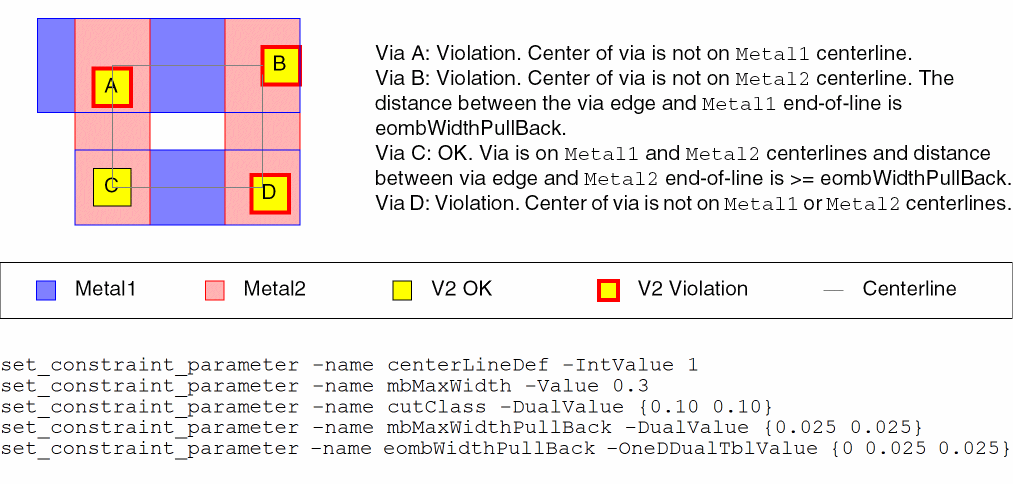 A
B
C
D
Via A: Violation. Center of via is not on Metal1 centerline.
Via B: Violation. Center of via is not on Metal2 centerline. The
distance between the via edge and Metal1 end-of-line is
eombWidthPullBack.
Via C: OK. Via is on Metal1 and Metal2 centerlines and distance
between via edge and Metal2 end-of-line is >= eombWidthPullBack.
Via D: Violation. Center of via is not on Metal1 or Metal2 centerlines.
Metal1 Metal2 V2 OK V2 Violation Centerline
set_constraint_parameter –name centerLineDef –IntValue 1
set_constraint_parameter –name mbMaxWidth –Value 0.3
set_constraint_parameter –name cutClass –DualValue {0.10 0.10}
set_constraint_parameter –name mbMaxWidthPullBack –DualValue {0.025 0.025}
set_constraint_parameter –name eombWidthPullBack –OneDDualTblValue {0 0.025 0.025}